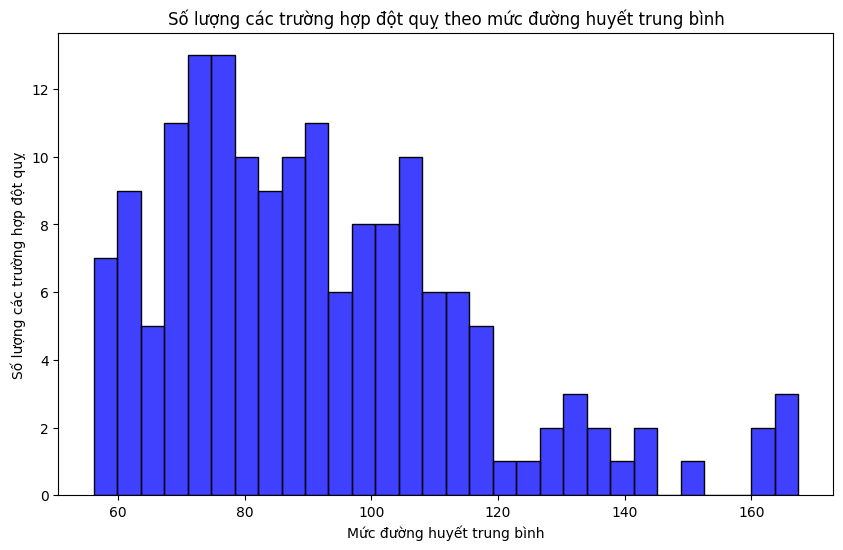 Số lượng các trường hợp đột quỵ theo mức đường huyết trung bình
Số lượng các trường hợp đột quỵ
12
10
8
6
4
2
0
60 80 100 120 140 160
Mức đường huyết trung bình